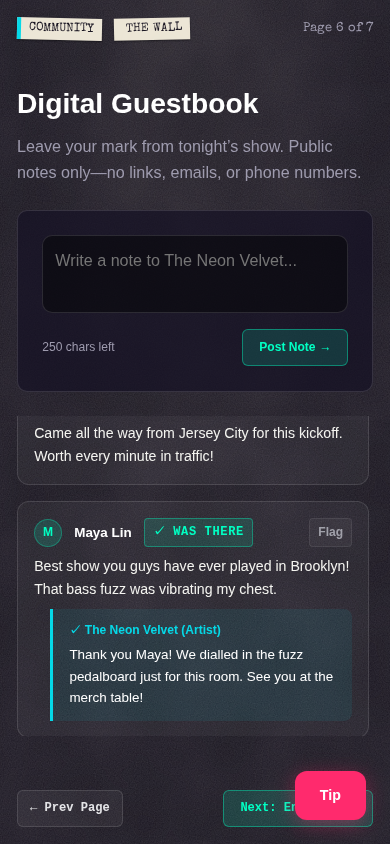 COMMUNITY THE WALL Page 6 of 7
Digital Guestbook
Leave your mark from tonight's show. Public
notes only—no links, emails, or phone numbers.
Write a note to The Neon Velvet...
250 chars left Post Note →
Came all the way from Jersey City for this kickoff.
Worth every minute in traffic!
M Maya Lin ✓ WAS THERE Flag
Best show you guys have ever played in Brooklyn!
That bass fuzz was vibrating my chest.
✓ The Neon Velvet (Artist)
Thank you Maya! We dialled in the fuzz
pedalboard just for this room. See you at the
merch table!
← Prev Page Next: Tip